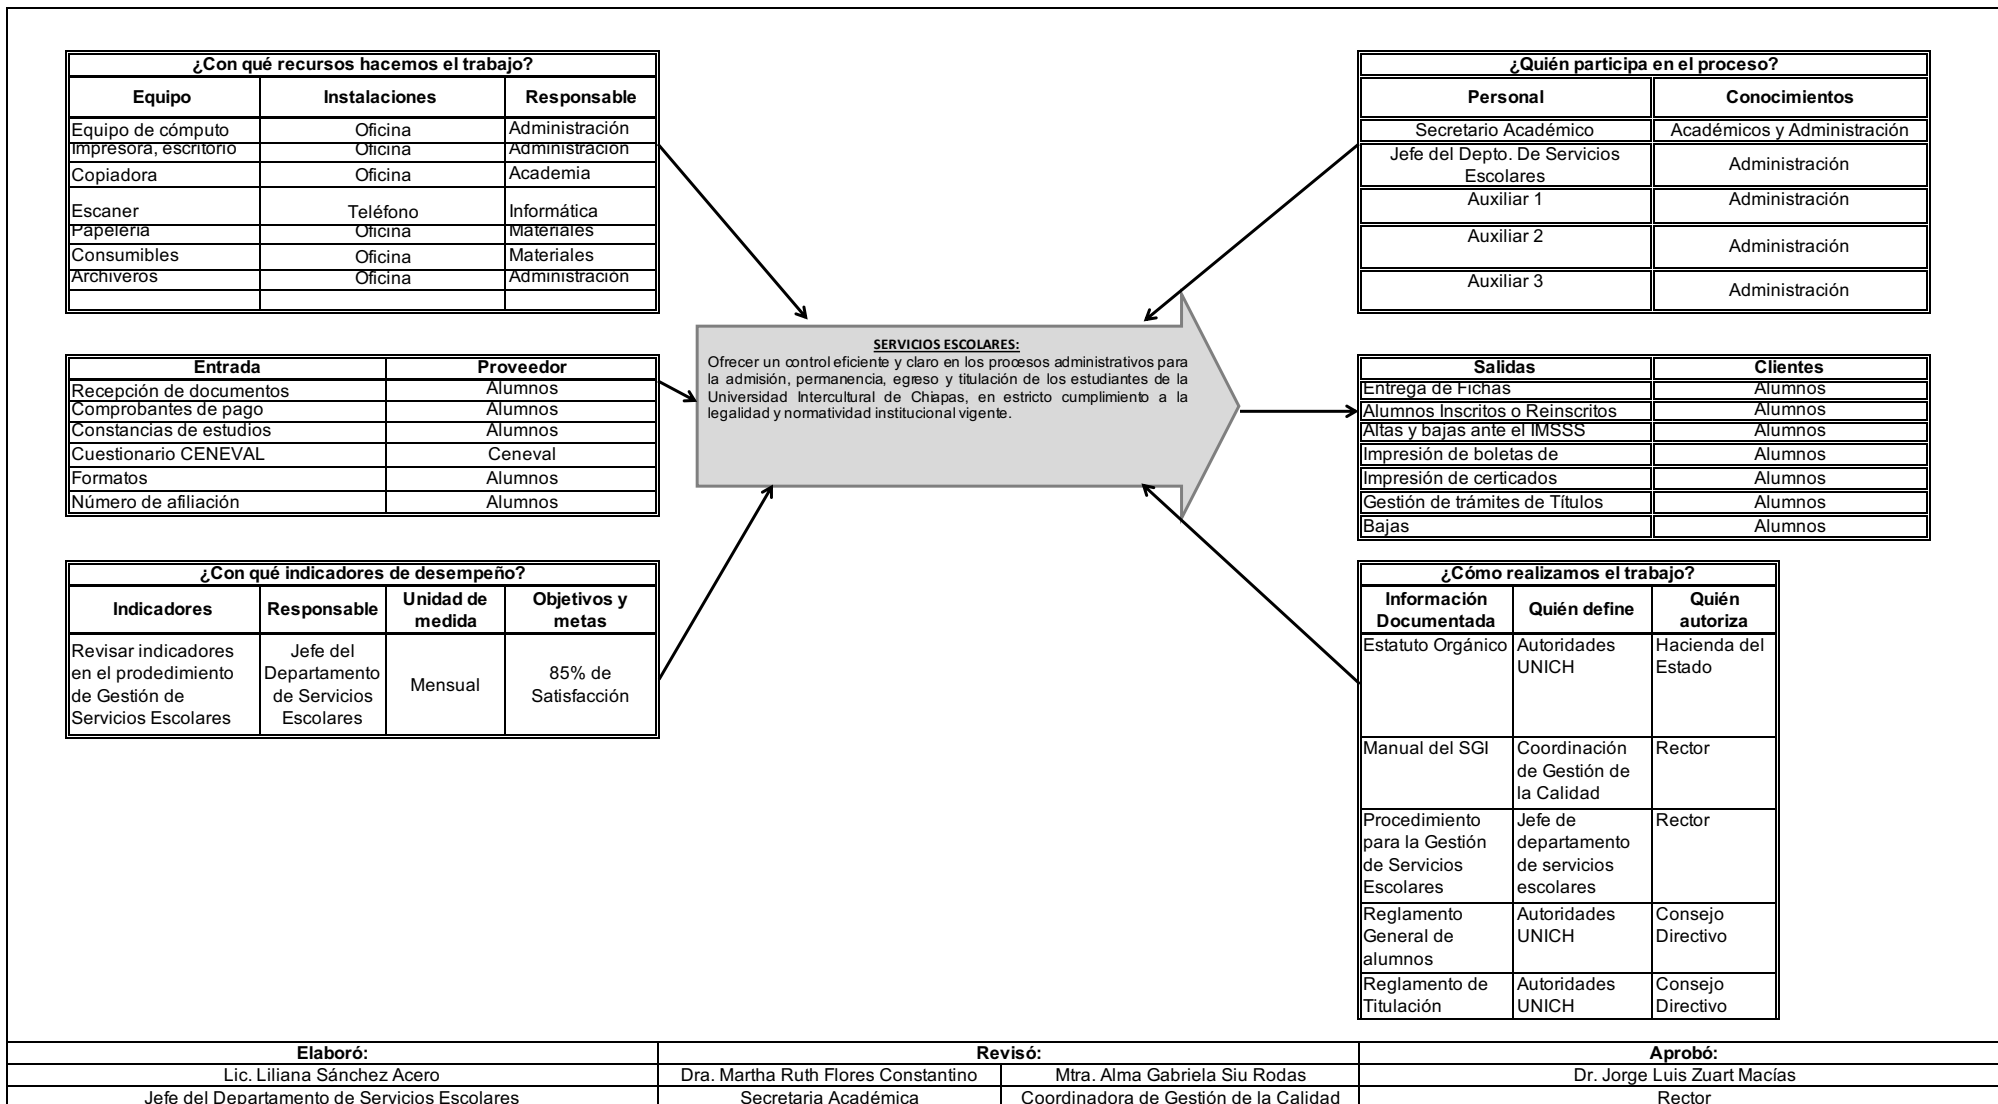 ¿Con qué recursos hacemos el trabajo?
Equipo Instalaciones Responsable
Equipo de cómputo Oficina Administración
Impresora, escritorio Oficina Administración
Copiadora Oficina Academia
Escaner Teléfono Informática
Papelería Oficina Materiales
Consumibles Oficina Materiales
Archiveros Oficina Administración
¿Quién participa en el proceso?
Personal Conocimientos
Secretario Académico Académicos y Administración
Jefe del Depto. De Servicios
Escolares
Administración
Auxiliar 1 Administración
Auxiliar 2 Administración
Auxiliar 3 Administración
Entrada Proveedor
Recepción de documentos Alumnos
Comprobantes de pago Alumnos
Constancias de estudios Alumnos
Cuestionario CENEVAL Ceneval
Formatos Alumnos
Número de afiliación Alumnos
SERVICIOS ESCOLARES:
Ofrecer un control eficiente y claro en los procesos administrativos para
la admisión, permanencia, egreso y titulación de los estudiantes de la
Universidad Intercultural de Chiapas, en estricto cumplimiento a la
legalidad y normatividad institucional vigente.
Salidas Clientes
Entrega de Fichas Alumnos
Alumnos Inscritos o Reinscritos Alumnos
Altas y bajas ante el IMSSS Alumnos
Impresión de boletas de Alumnos
Impresión de certicados Alumnos
Gestión de trámites de Títulos Alumnos
Bajas Alumnos
¿Con qué indicadores de desempeño?
Indicadores Responsable Unidad de Objetivos y
medida metas
Revisar indicadores Jefe del
en el prodedimiento Departamento Mensual 85% de
de Gestión de de Servicios Satisfacción
Servicios Escolares Escolares
¿Cómo realizamos el trabajo?
Información Quién define Quién
Documentada autoriza
Estatuto Orgánico Autoridades Hacienda del
UNICH Estado
Manual del SGI Coordinación Rector
de Gestión de
la Calidad
Procedimiento Jefe de Rector
para la Gestión departamento
de Servicios de servicios
Escolares escolares
Reglamento Autoridades Consejo
General de UNICH Directivo
alumnos
Reglamento de Autoridades Consejo
Titulación UNICH Directivo
Elaboró: Revisó: Aprobó:
Lic. Liliana Sánchez Acero Dra. Martha Ruth Flores Constantino Mtra. Alma Gabriela Siu Rodas Dr. Jorge Luis Zuart Macías
Jefe del Departamento de Servicios Escolares Secretaria Académica Coordinadora de Gestión de la Calidad Rector